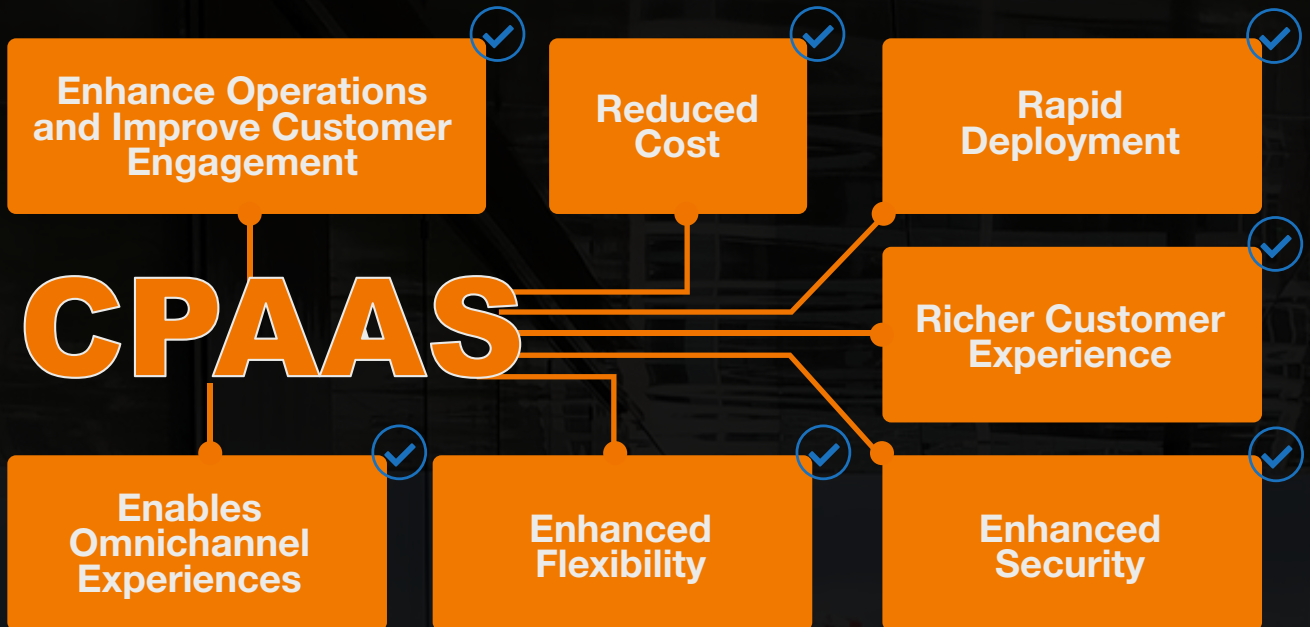 Enhance Operations
and Improve Customer
Engagement
Reduced
Cost
Rapid
Deployment
CPAAS
Richer Customer
Experience
Enables
Omnichannel
Experiences
Enhanced
Flexibility
Enhanced
Security